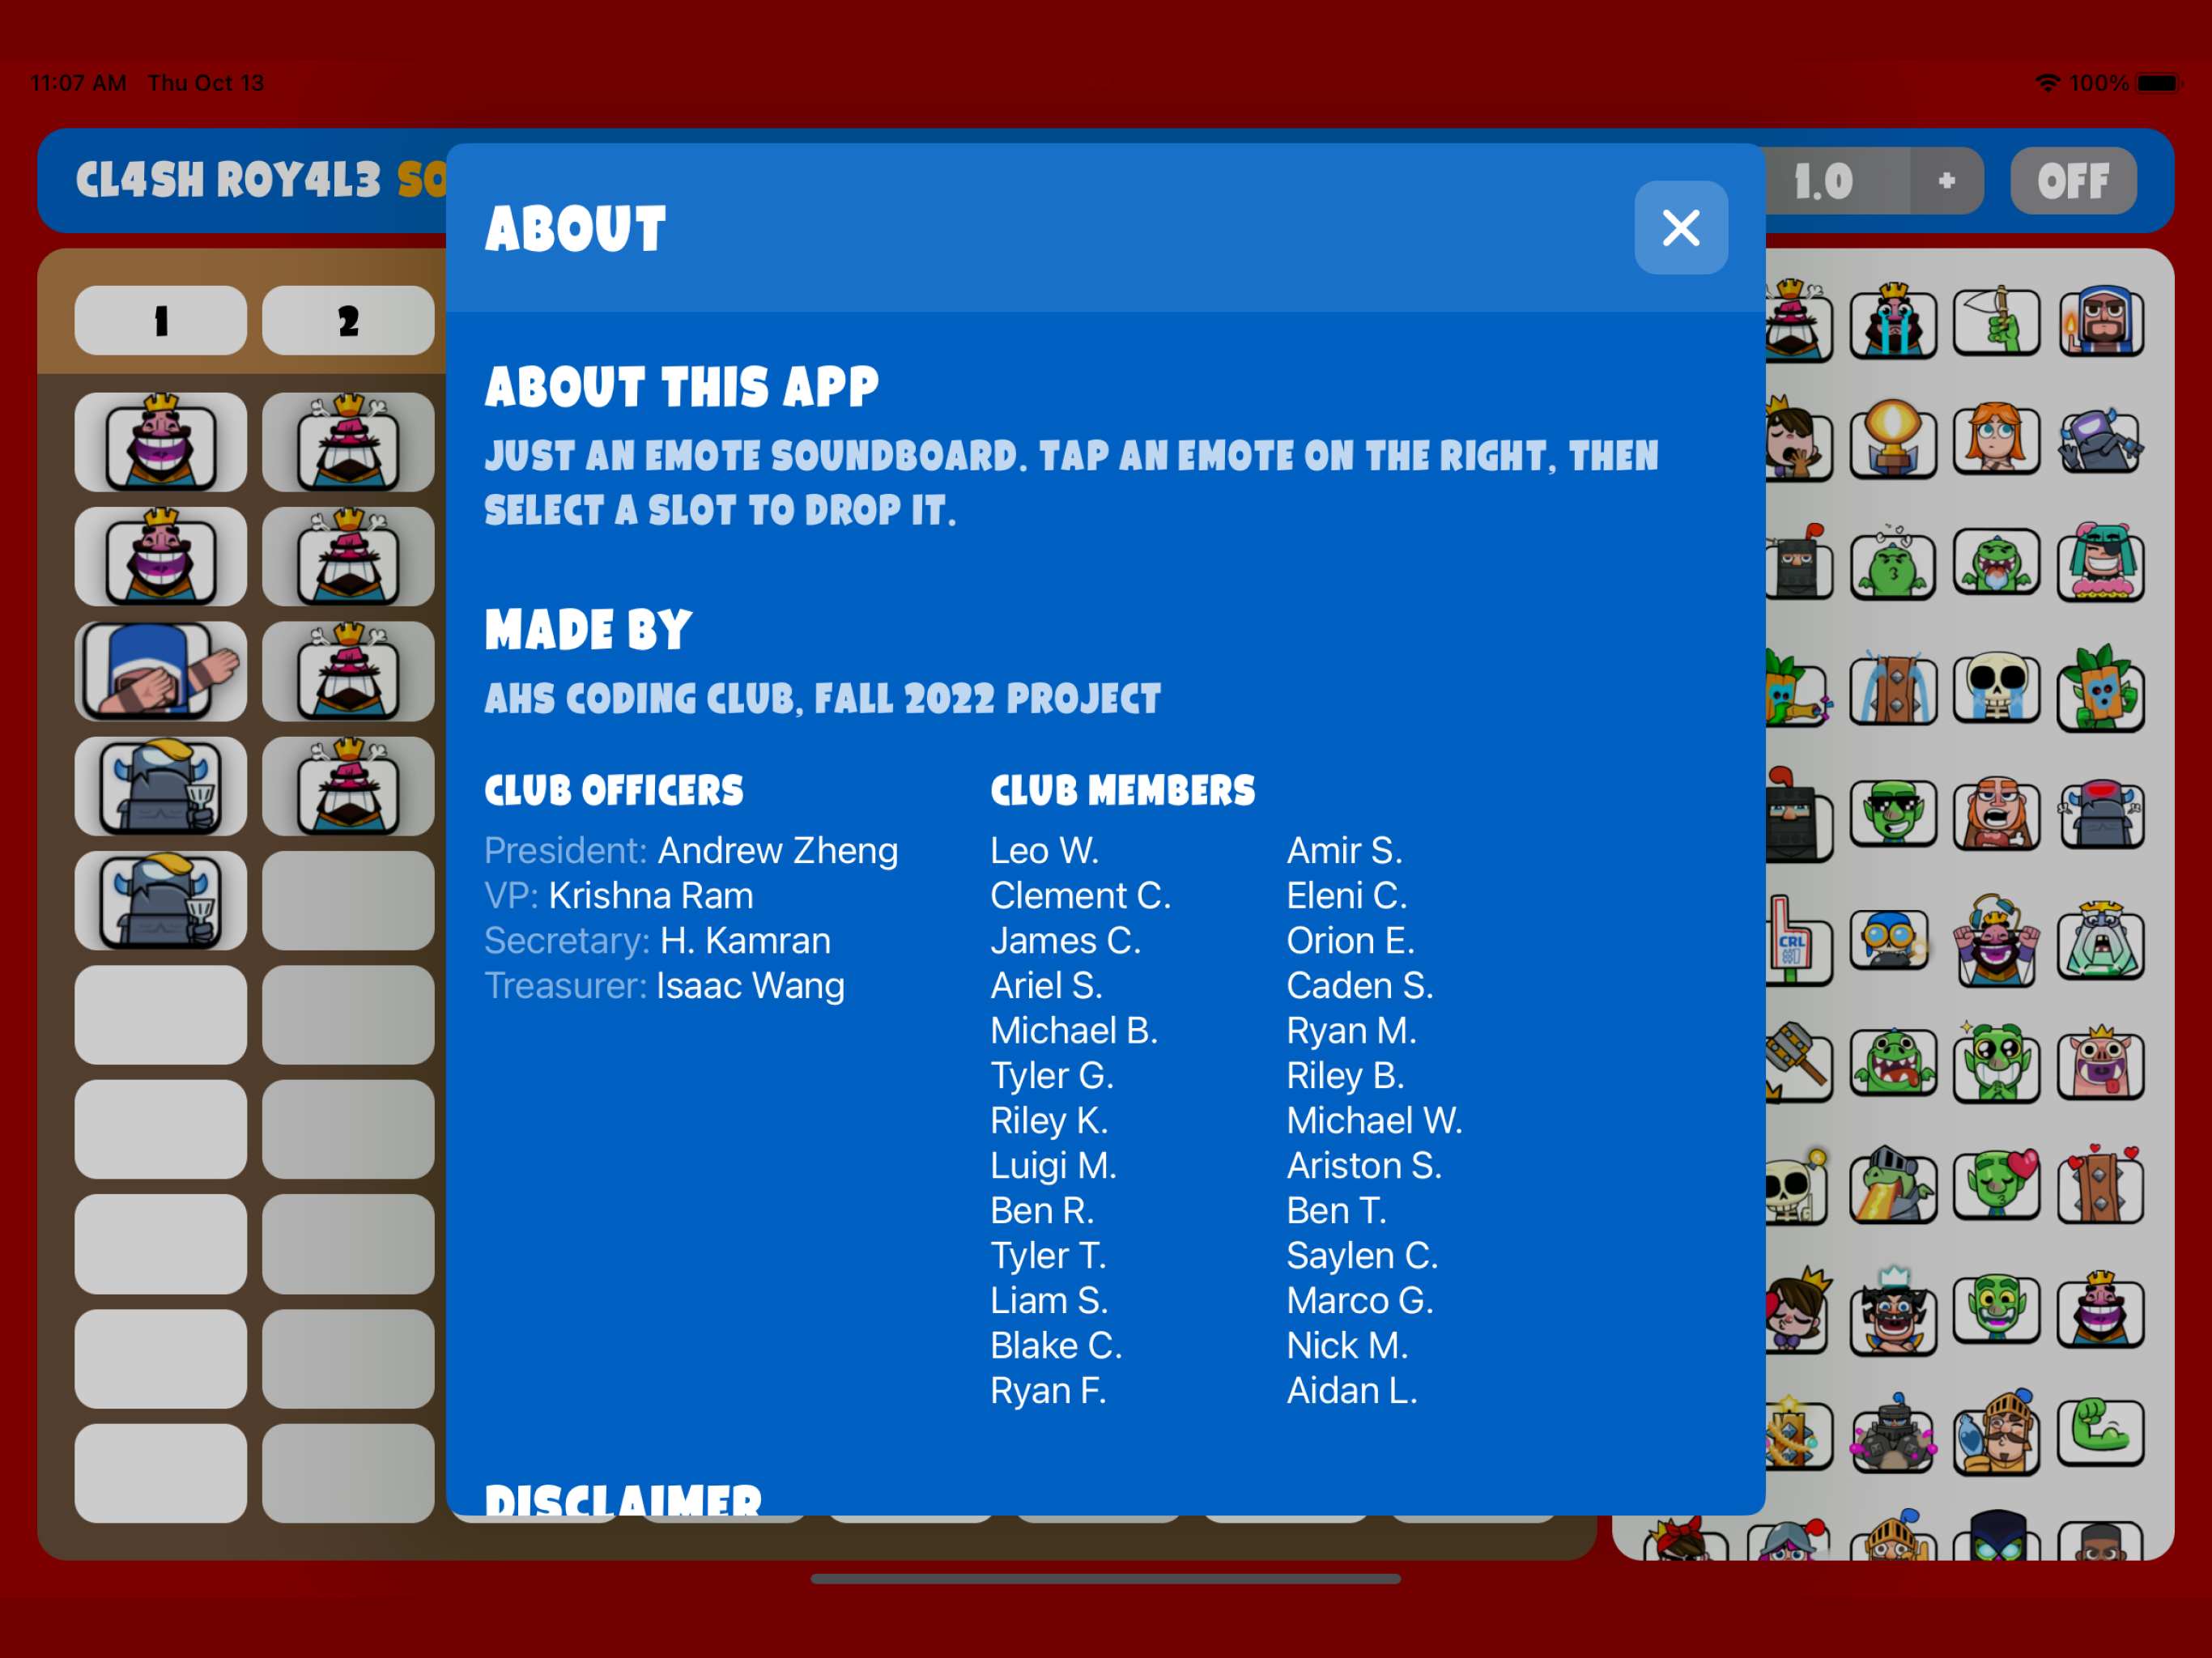 11:07 AM Thu Oct 13
100%
CL4SH ROY4L3
1.0 + OFF
ABOUT
1 2
ABOUT THIS APP
JUST AN EMOTE SOUNDBOARD. TAP AN EMOTE ON THE RIGHT, THEN
SELECT A SLOT TO DROP IT.
MADE BY
AHS CODING CLUB, FALL 2022 PROJECT
CLUB OFFICERS
President: Andrew Zheng
VP: Krishna Ram
Secretary: H. Kamran
Treasurer: Isaac Wang
CLUB MEMBERS
Leo W.
Clement C.
James C.
Ariel S.
Michael B.
Tyler G.
Riley K.
Luigi M.
Ben R.
Tyler T.
Liam S.
Blake C.
Ryan F.
Amir S.
Eleni C.
Orion E.
Caden S.
Ryan M.
Riley B.
Michael W.
Ariston S.
Ben T.
Saylen C.
Marco G.
Nick M.
Aidan L.
CRL
DISCLAIMER